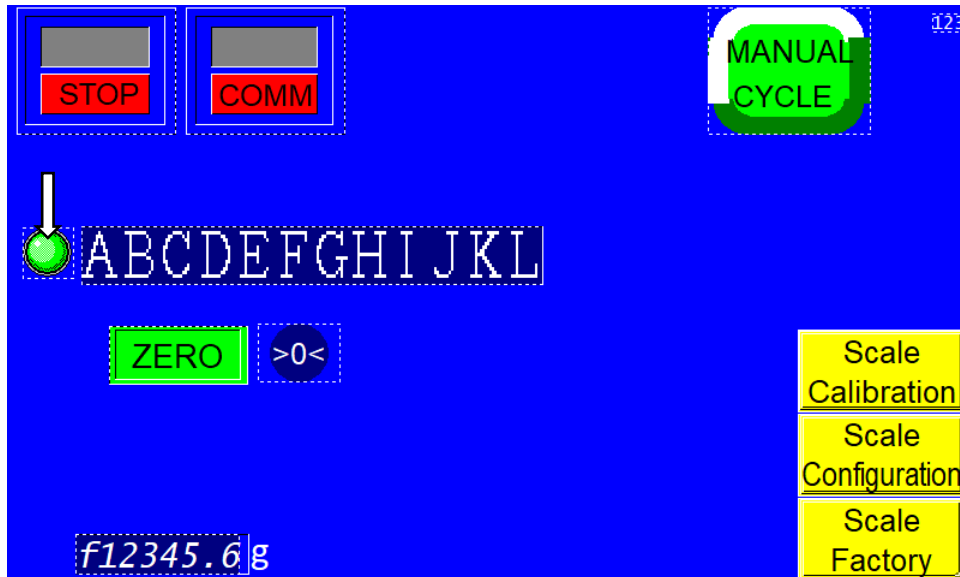 STOP COMM
MANUAL
CYCLE
123
ABCDEFGHIJKL
ZERO >0<
Scale
Calibration
Scale
Configuration
f12345.6 g
Scale
Factory